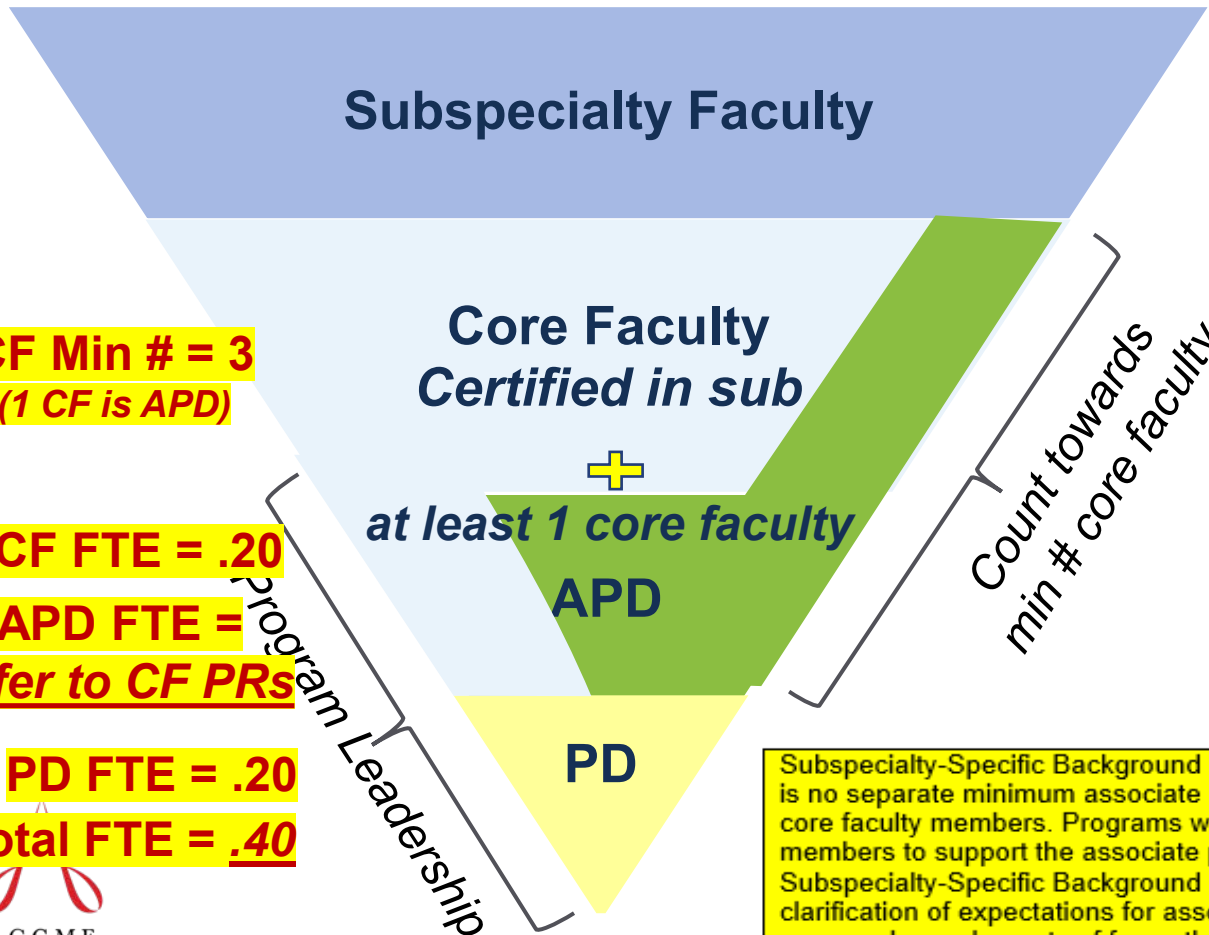 Subspecialty Faculty
Core Faculty
Certified in sub
at least 1 core faculty
APD
PD
CF Min # = 3
(1 CF is APD)
CF FTE = .20
APD FTE =
fer to CF PRs
PD FTE = .20
otal FTE = .40
Program Leadership
Count towards
min # core faculty
Subspecialty-Specific Background
is no separate minimum associate
core faculty members. Programs w
members to support the associate
Subspecialty-Specific Background
clarification of expectations for asso